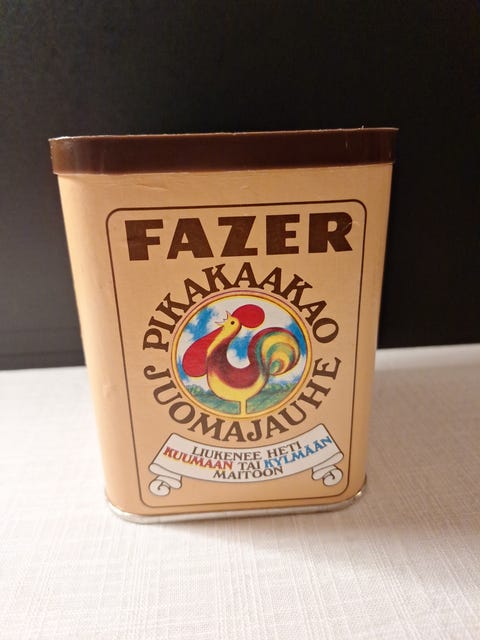 FAZER
PIKAKAAKAO
JUOMAJAUHE
LIUKENEE HETI
KUUMAAN TAI KYLMÄÄN
MAITOON